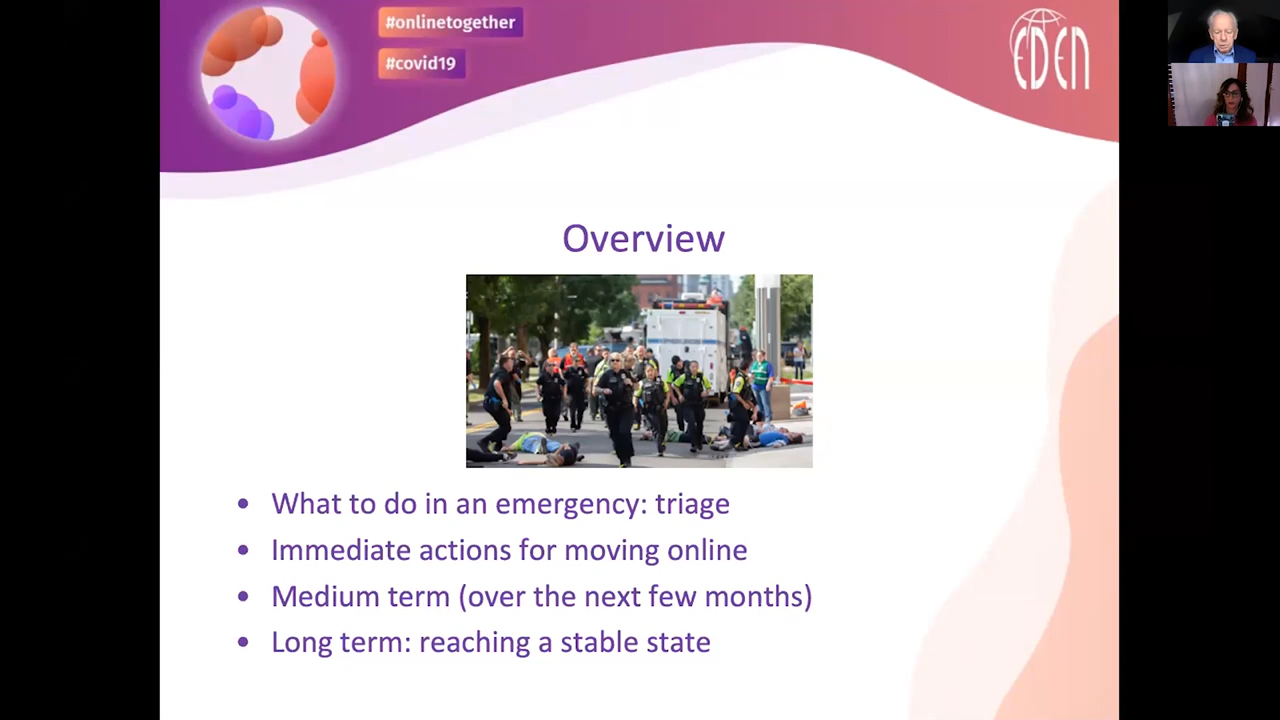 #onlinetogether
#covid19
EDEN
Overview
• What to do in an emergency: triage
• Immediate actions for moving online
• Medium term (over the next few months)
• Long term: reaching a stable state